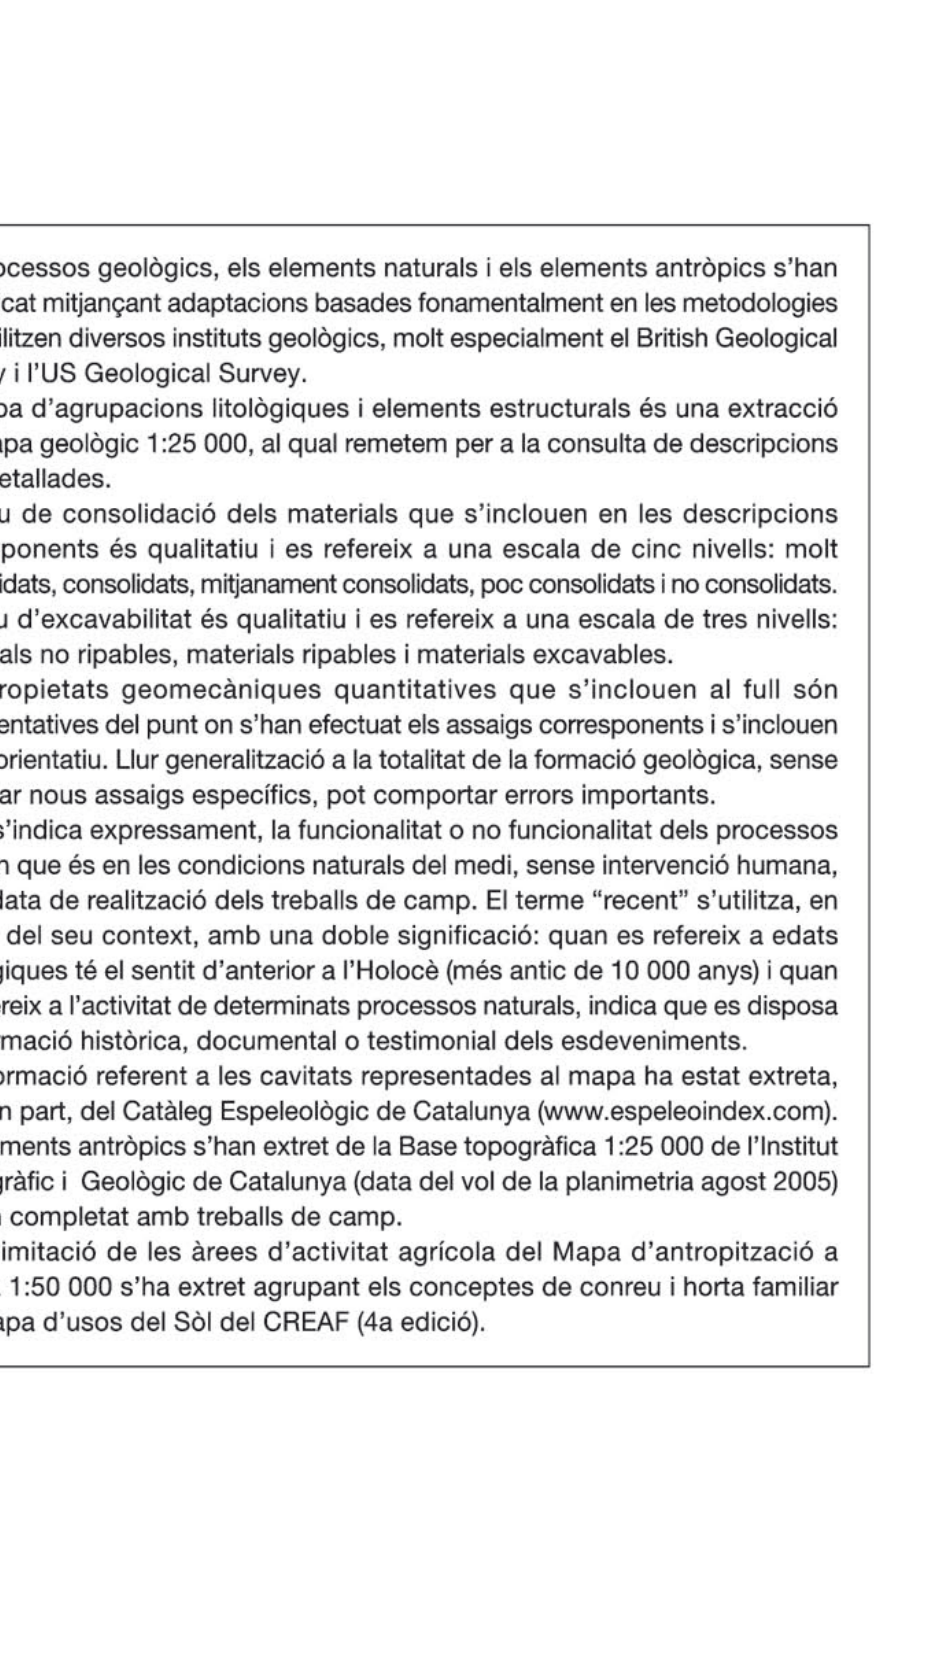 ocessos geològics, els elements naturals i els elements antròpics s’han
cat mitjançant adaptacions basades fonamentalment en les metodologies
ilitzen diversos instituts geològics, molt especialment el British Geological
y i l’US Geological Survey.
pa d’agrupacions litològiques i elements estructurals és una extracció
apa geològic 1:25 000, al qual remetem per a la consulta de descripcions
etallades.
u de consolidació dels materials que s’inclouen en les descripcions
ponents és qualitatiu i es refereix a una escala de cinc nivells: molt
idats, consolidats, mitjanament consolidats, poc consolidats i no consolidats.
u d’excavabilitat és qualitatiu i es refereix a una escala de tres nivells:
als no ripables, materials ripables i materials excavables.
ropietats geomecàniques quantitatives que s’inclouen al full són
entatives del punt on s’han efectuat els assaigs corresponents i s’inclouen
orientatiu. Llur generalització a la totalitat de la formació geològica, sense
ar nous assaigs específics, pot comportar errors importants.
s’indica expressament, la funcionalitat o no funcionalitat dels processos
n que és en les condicions naturals del medi, sense intervenció humana,
data de realització dels treballs de camp. El terme “recent” s’utilitza, en
del seu context, amb una doble significació: quan es refereix a edats
giques té el sentit d’anterior a l’Holocè (més antic de 10 000 anys) i quan
ereix a l’activitat de determinats processos naturals, indica que es disposa
rmació històrica, documental o testimonial dels esdeveniments.
ormació referent a les cavitats representades al mapa ha estat extreta,
n part, del Catàleg Espeleològic de Catalunya (www.espeleoindex.com).
ments antròpics s’han extret de la Base topogràfica 1:25 000 de l’Institut
gràfic i Geològic de Catalunya (data del vol de la planimetria agost 2005)
completat amb treballs de camp.
imitació de les àrees d’activitat agrícola del Mapa d’antropització a
1:50 000 s’ha extret agrupant els conceptes de conreu i horta familiar
apa d’usos del Sòl del CREAF (4a edició).